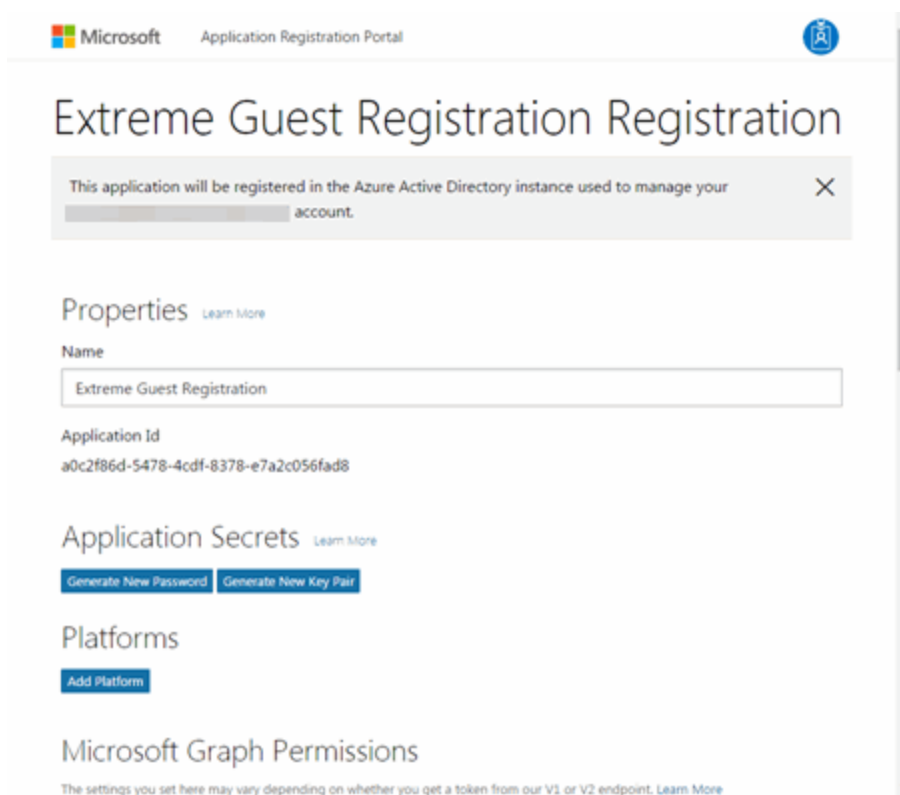 Microsoft Application Registration Portal
Extreme Guest Registration Registration
This application will be registered in the Azure Active Directory instance used to manage your
account.
Properties Learn More
Name
Extreme Guest Registration
Application Id
a0c2f86d-5478-4cdf-8378-e7a2c056fad8
Application Secrets Learn More
Generate New Password Generate New Key Pair
Platforms
Add Platform
Microsoft Graph Permissions
The settings you set here may vary depending on whether you get a token from our V1 or V2 endpoint. Learn More